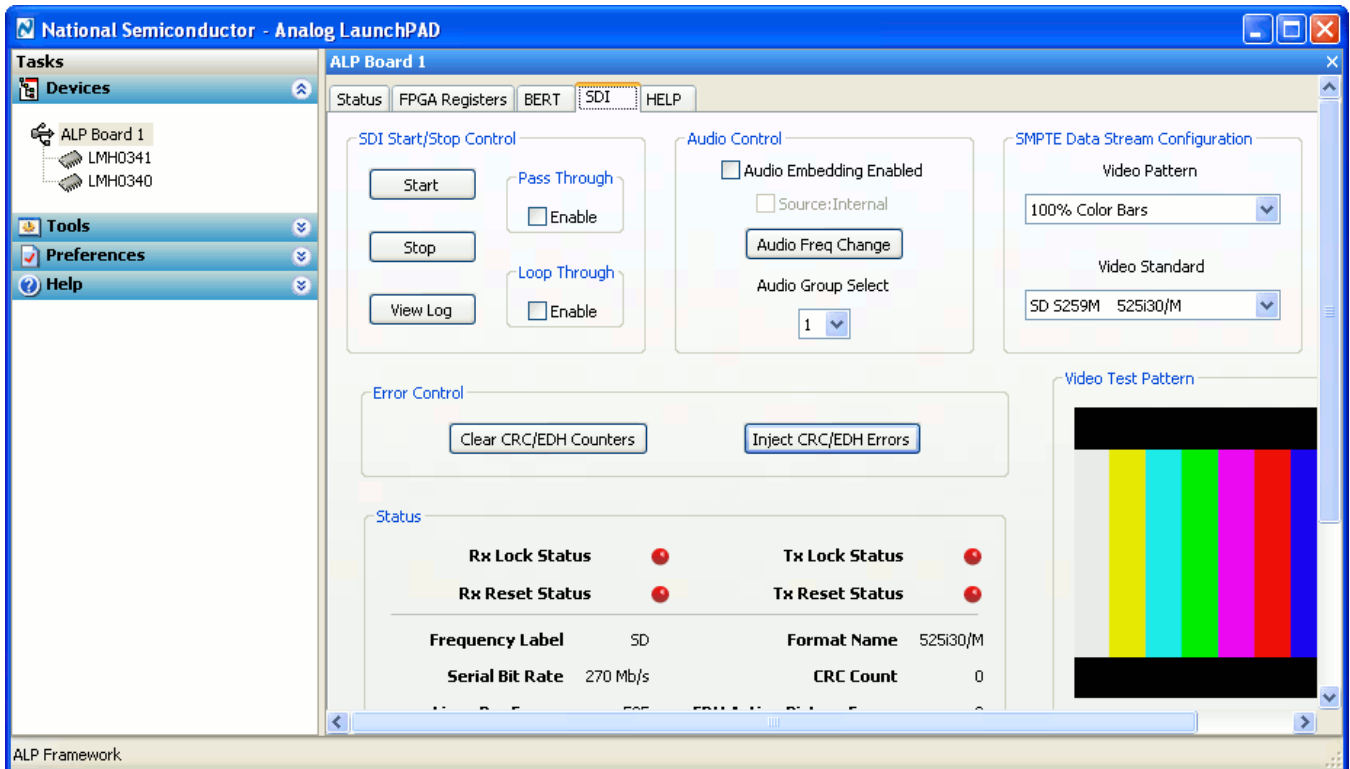 National Semiconductor - Analog LaunchPAD
Tasks
Devices
ALP Board 1
LMH0341
LMH0340
Tools
Preferences
Help
ALP Board 1
Status FPGA Registers BERT SDI HELP
SDI Start/Stop Control
Start
Stop
View Log
Pass Through
Enable
Loop Through
Enable
Audio Control
Audio Embedding Enabled
Source:Internal
Audio Freq Change
Audio Group Select
1
SMPTE Data Stream Configuration
Video Pattern
100% Color Bars
Video Standard
SD S259M 525i30/M
Error Control
Clear CRC/EDH Counters Inject CRC/EDH Errors
Video Test Pattern
Status
Rx Lock Status Tx Lock Status
Rx Reset Status Tx Reset Status
Frequency Label SD Format Name 525i30/M
Serial Bit Rate 270 Mb/s CRC Count 0
ALP Framework